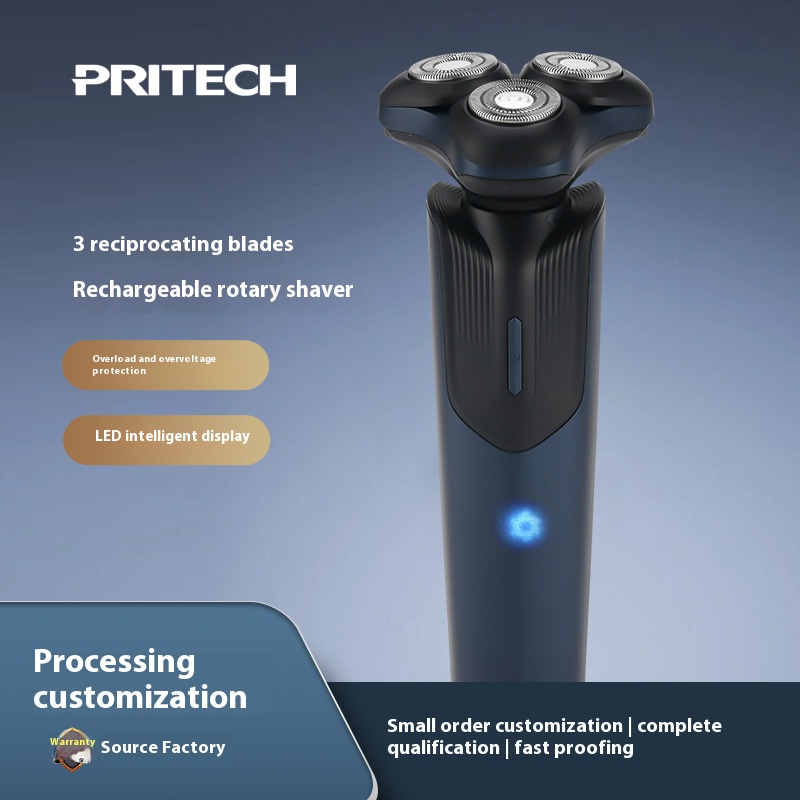 PRITECH
3 reciprocating blades
Rechargeable rotary shaver
Overload and overvoltage
protection
LED intelligent display
Processing
customization
Warranty
Source Factory
Small order customization | complete
qualification | fast proofing